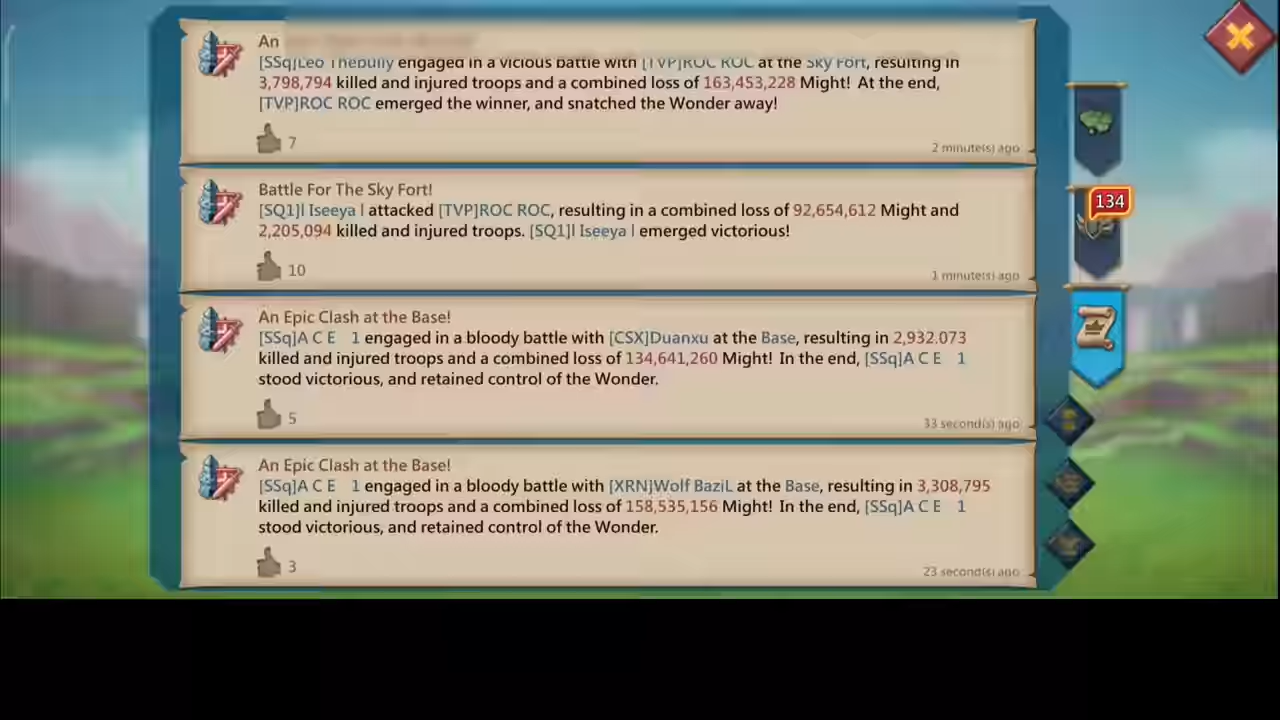 An
[SSq]Leo Thebully engaged in a vicious battle with [TVP]ROC ROC at the Sky Fort, resulting in
3,798,794 killed and injured troops and a combined loss of 163,453,228 Might! At the end,
[TVP]ROC ROC emerged the winner, and snatched the Wonder away!
7
2 minute(s) ago
134
Battle For The Sky Fort!
[SQ1]l Iseeya l attacked [TVP]ROC ROC, resulting in a combined loss of 92,654,612 Might and
2,205,094 killed and injured troops. [SQ1]l Iseeya l emerged victorious!
10
1 minute(s) ago
An Epic Clash at the Base!
[SSq]A C E 1 engaged in a bloody battle with [CSX]Duanxu at the Base, resulting in 2,932,073
killed and injured troops and a combined loss of 134,641,260 Might! In the end, [SSq]A C E 1
stood victorious, and retained control of the Wonder.
5
33 second(s) ago
An Epic Clash at the Base!
[SSq]A C E 1 engaged in a bloody battle with [XRN]Wolf BaziL at the Base, resulting in 3,308,795
killed and injured troops and a combined loss of 158,535,156 Might! In the end, [SSq]A C E 1
stood victorious, and retained control of the Wonder.
3
23 second(s) ago